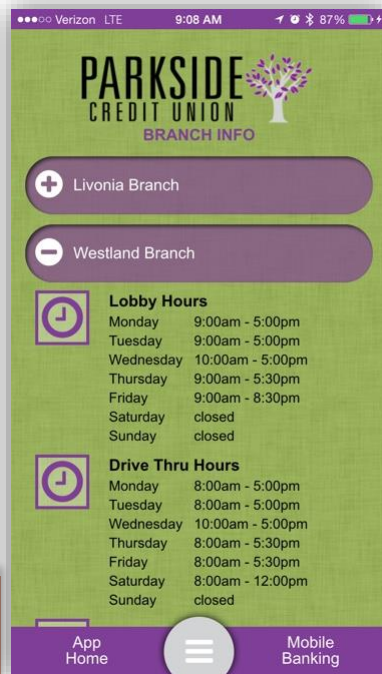 Verizon LTE 9:08 AM 87%
PARKSIDE
CREDIT UNION
BRANCH INFO
Livonia Branch
Westland Branch
Lobby Hours
Monday 9:00am - 5:00pm
Tuesday 9:00am - 5:00pm
Wednesday 10:00am - 5:00pm
Thursday 9:00am - 5:30pm
Friday 9:00am - 8:30pm
Saturday closed
Sunday closed
Drive Thru Hours
Monday 8:00am - 5:00pm
Tuesday 8:00am - 5:00pm
Wednesday 10:00am - 5:00pm
Thursday 8:00am - 5:30pm
Friday 8:00am - 5:30pm
Saturday 8:00am - 12:00pm
Sunday closed
App Mobile
Home Banking